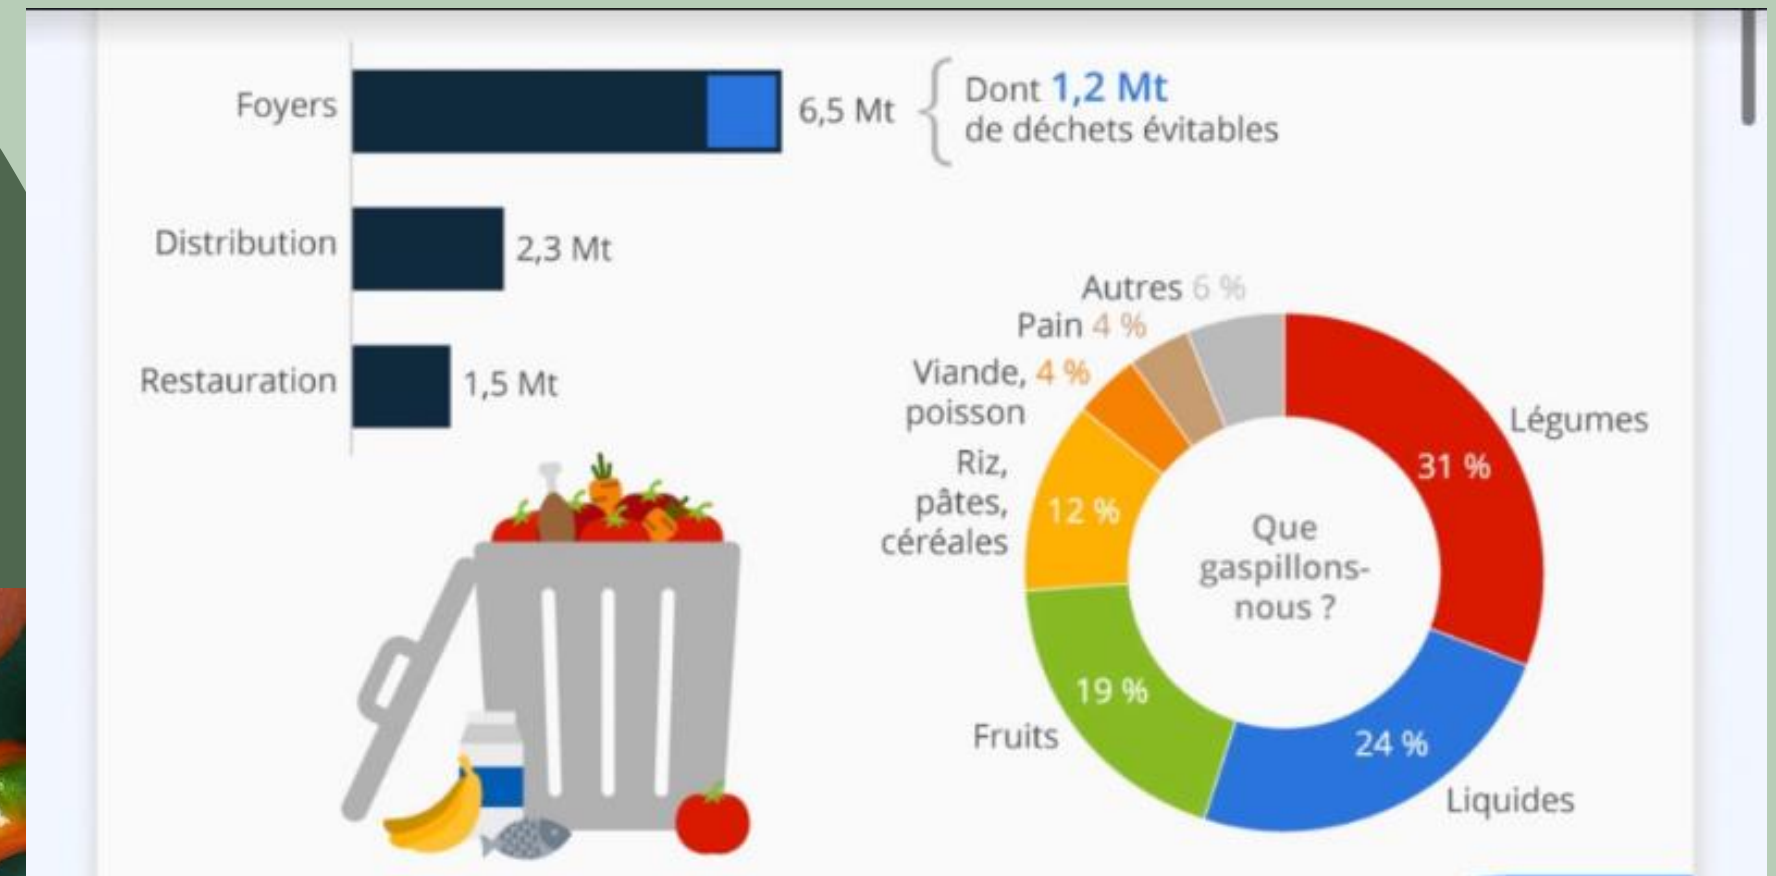 Foyers
6,5 Mt
Dont 1,2 Mt
de déchets évitables
Distribution
2,3 Mt
Restauration
1,5 Mt
Autres 6 %
Pain 4 %
Viande, 4 %
poisson
Riz,
pâtes,
céréales
12 %
Légumes
31 %
Que
gaspillons-
nous ?
Fruits
19 %
24 %
Liquides